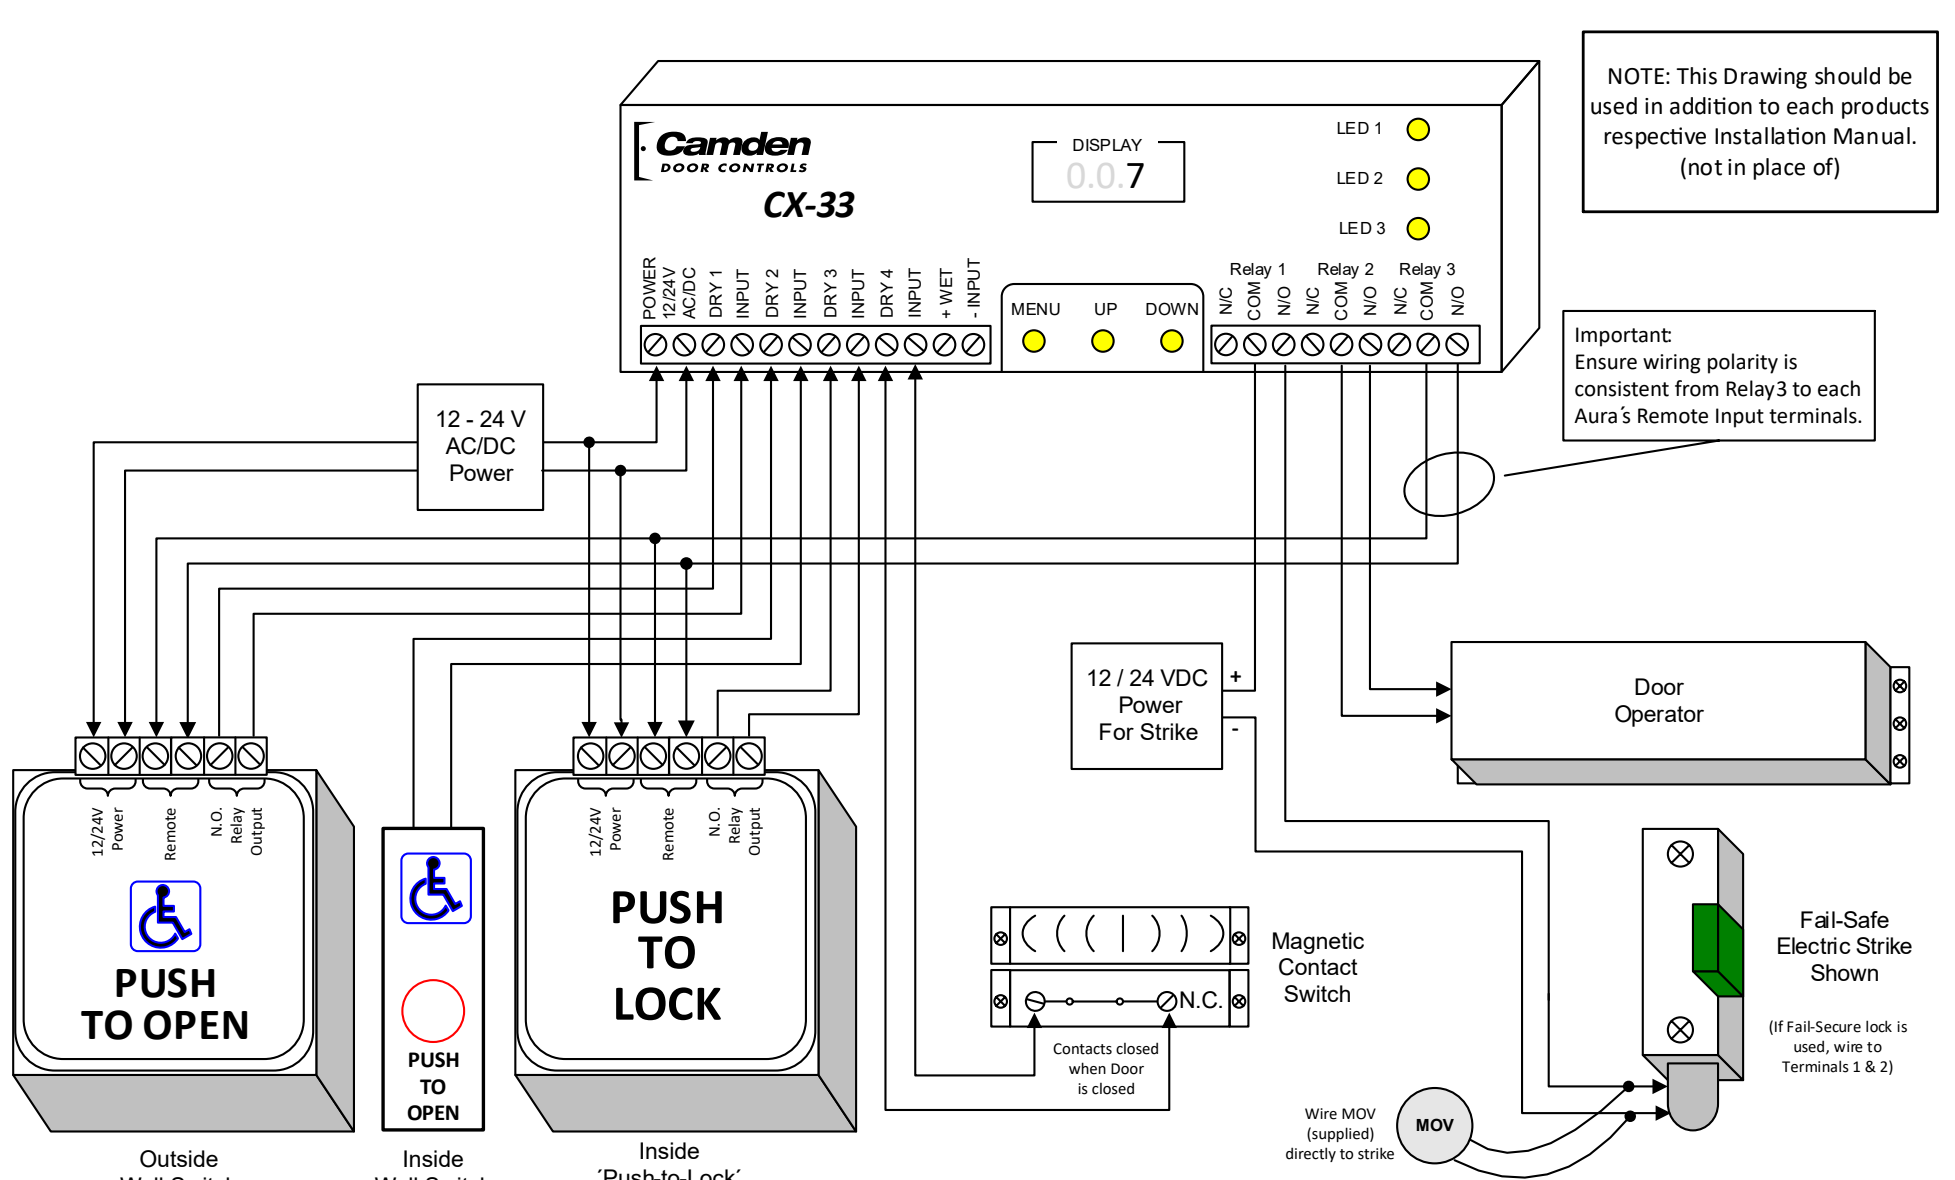 NOTE: This Drawing should be
used in addition to each products
respective Installation Manual.
(not in place of)
Camden
DOOR CONTROLS
CX-33
DISPLAY
0.0.7
LED 1
LED 2
LED 3
POWER
12/24V
AC/DC
DRY 1
INPUT
DRY 2
INPUT
DRY 3
INPUT
DRY 4
INPUT
+ WET
- INPUT
MENU
UP
DOWN
Relay 1
Relay 2
Relay 3
N/C
COM
N/O
N/C
COM
N/O
N/C
COM
N/O
Important:
Ensure wiring polarity is
consistent from Relay3 to each
Aura´s Remote Input terminals.
12 - 24 V
AC/DC
Power
12 / 24 VDC
Power
For Strike
+
-
Door
Operator
12/24V
Power
Remote
N.O.
Relay
Output
PUSH
TO OPEN
PUSH
TO
OPEN
12/24V
Power
Remote
N.O.
Relay
Output
PUSH
TO
LOCK
Magnetic
Contact
Switch
N.C.
Contacts closed
when Door
is closed
Fail-Safe
Electric Strike
Shown
(If Fail-Secure lock is
used, wire to
Terminals 1 & 2)
Wire MOV
(supplied)
directly to strike
MOV
Outside
Inside
Inside
´Push-to-Lock´